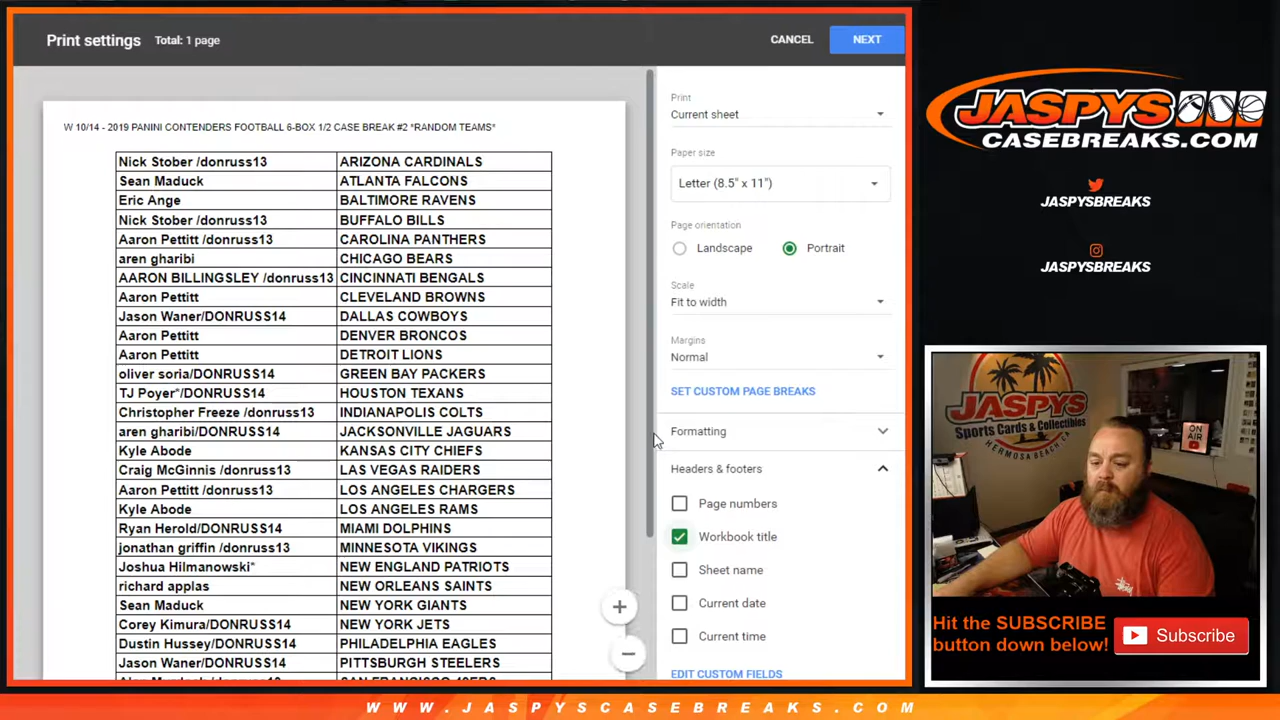 Print settings Total: 1 page CANCEL NEXT
W 10/14 - 2019 PANINI CONTENDERS FOOTBALL 6-BOX 1/2 CASE BREAK #2 *RANDOM TEAMS*
Nick Stober /donruss13 ARIZONA CARDINALS
Sean Maduck ATLANTA FALCONS
Eric Ange BALTIMORE RAVENS
Nick Stober /donruss13 BUFFALO BILLS
Aaron Pettitt /donruss13 CAROLINA PANTHERS
aren gharibi CHICAGO BEARS
AARON BILLINGSLEY /donruss13 CINCINNATI BENGALS
Aaron Pettitt CLEVELAND BROWNS
Jason Waner/DONRUSS14 DALLAS COWBOYS
Aaron Pettitt DENVER BRONCOS
Aaron Pettitt DETROIT LIONS
oliver soria/DONRUSS14 GREEN BAY PACKERS
TJ Poyer*/DONRUSS14 HOUSTON TEXANS
Christopher Freeze /donruss13 INDIANAPOLIS COLTS
aren gharibi/DONRUSS14 JACKSONVILLE JAGUARS
Kyle Abode KANSAS CITY CHIEFS
Craig McGinnis /donruss13 LAS VEGAS RAIDERS
Aaron Pettitt /donruss13 LOS ANGELES CHARGERS
Kyle Abode LOS ANGELES RAMS
Ryan Herold/DONRUSS14 MIAMI DOLPHINS
jonathan griffin /donruss13 MINNESOTA VIKINGS
Joshua Hilmanowski* NEW ENGLAND PATRIOTS
richard applas NEW ORLEANS SAINTS
Sean Maduck NEW YORK GIANTS
Corey Kimura/DONRUSS14 NEW YORK JETS
Dustin Hussey/DONRUSS14 PHILADELPHIA EAGLES
Jason Waner/DONRUSS14 PITTSBURGH STEELERS
Print
Current sheet
Paper size
Letter (8.5" x 11")
Page orientation
Landscape Portrait
Scale
Fit to width
Margins
Normal
SET CUSTOM PAGE BREAKS
Formatting
Headers & footers
Page numbers
Workbook title
Sheet name
Current date
Current time
EDIT CUSTOM FIELDS
JASPYS
CASEBREAKS.COM
JASPYSBREAKS
JASPYSBREAKS
JASPYS
Sports Cards & Collectibles
HERMOSA BEACH, CA
ON AIR
Hit the SUBSCRIBE
button down below!
Subscribe
WWW.JASPYSCASEBREAKS.COM